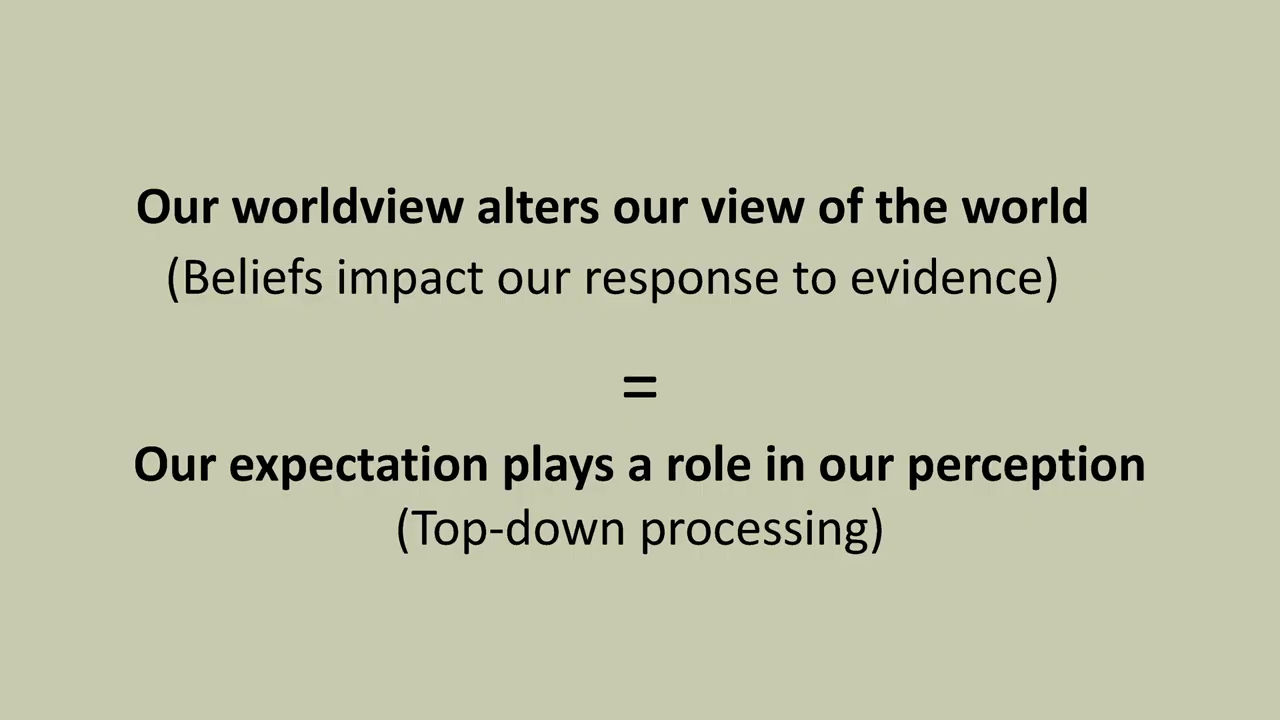 Our worldview alters our view of the world
(Beliefs impact our response to evidence)
=
Our expectation plays a role in our perception
(Top-down processing)